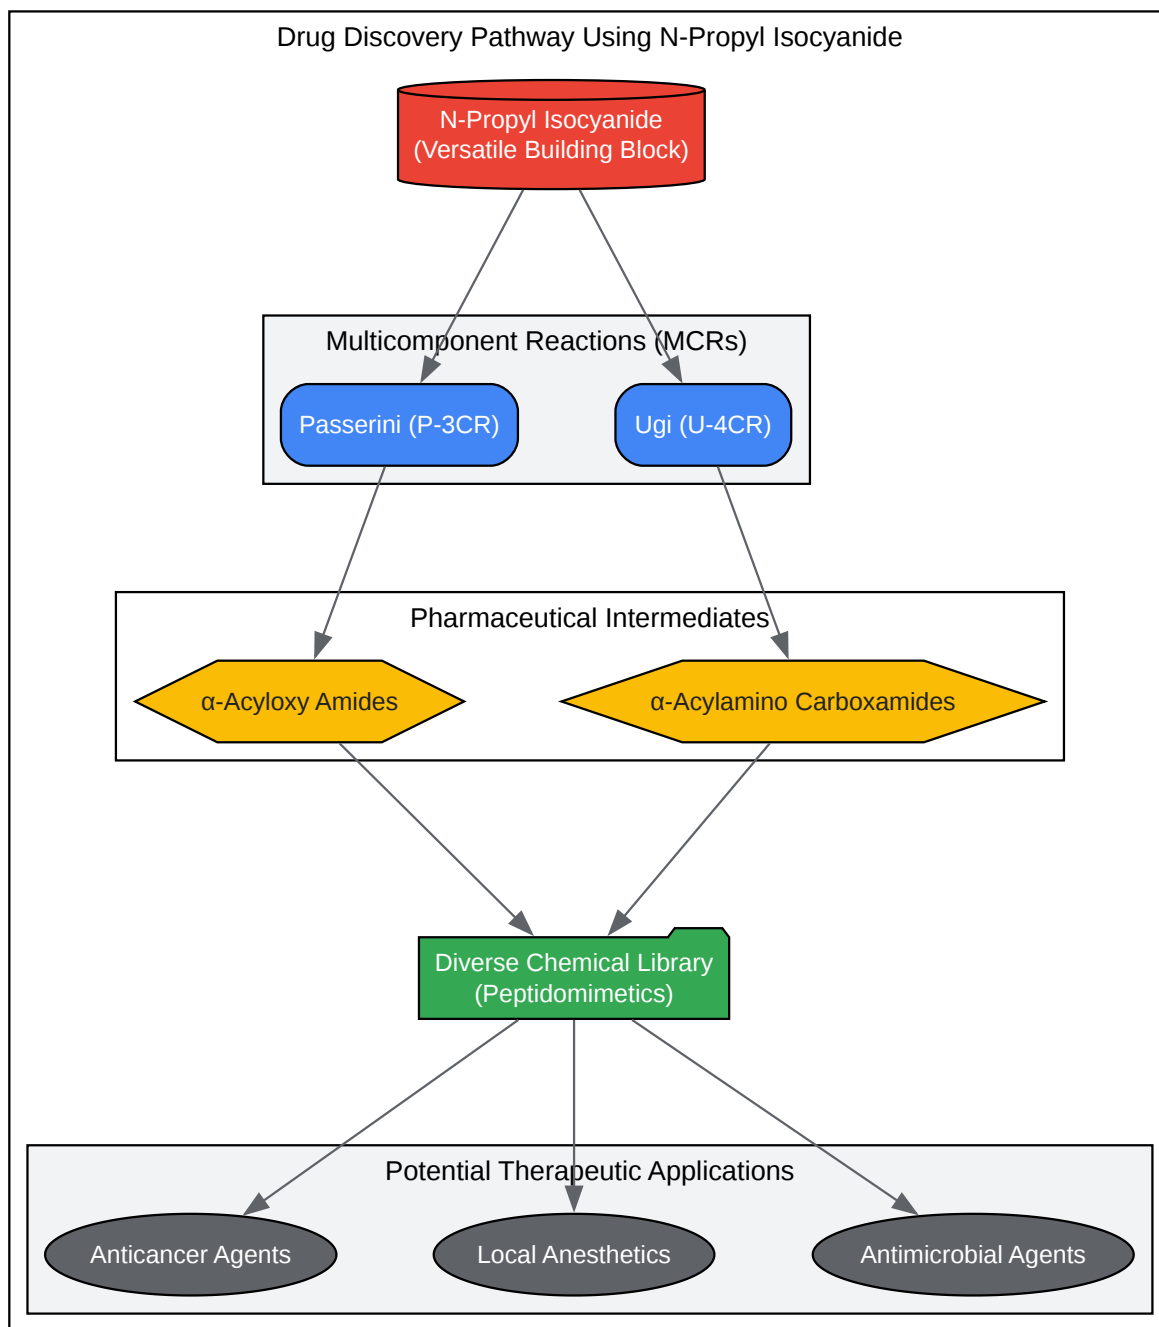 Drug Discovery Pathway Using N-Propyl Isocyanide
N-Propyl Isocyanide
(Versatile Building Block)
Multicomponent Reactions (MCRs)
Passerini (P-3CR)
Ugi (U-4CR)
Pharmaceutical Intermediates
α-Acyloxy Amides
α-Acylamino Carboxamides
Diverse Chemical Library
(Peptidomimetics)
Potential Therapeutic Applications
Anticancer Agents
Local Anesthetics
Antimicrobial Agents